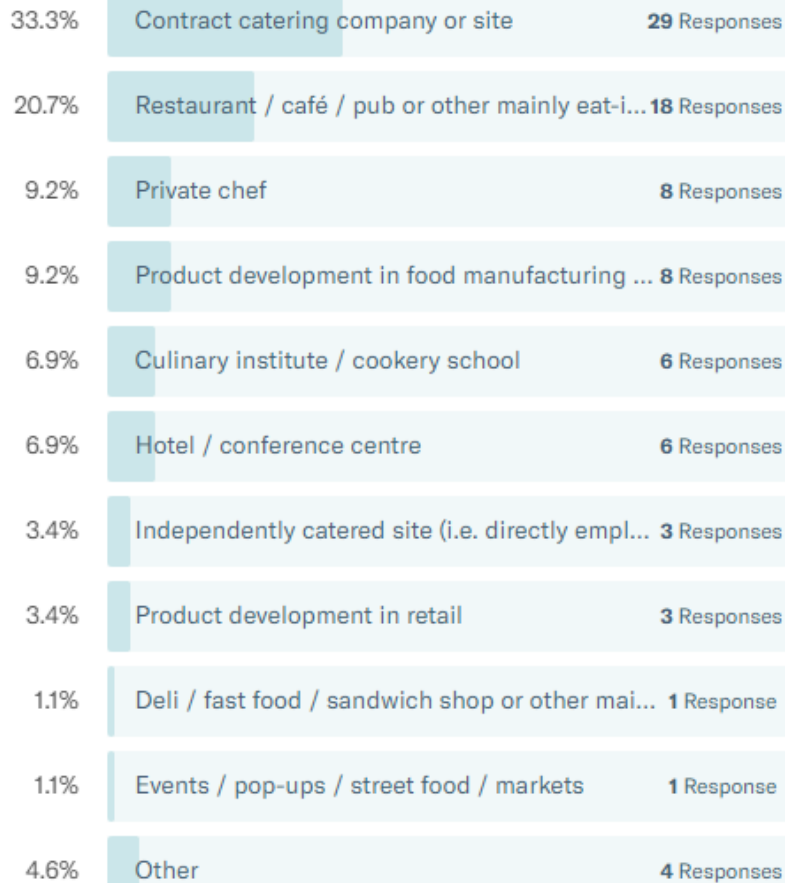 33.3% Contract catering company or site 29 Responses
20.7% Restaurant / café / pub or other mainly eat-i... 18 Responses
9.2% Private chef 8 Responses
9.2% Product development in food manufacturing ... 8 Responses
6.9% Culinary institute / cookery school 6 Responses
6.9% Hotel / conference centre 6 Responses
3.4% Independently catered site (i.e. directly empl... 3 Responses
3.4% Product development in retail 3 Responses
1.1% Deli / fast food / sandwich shop or other mai... 1 Response
1.1% Events / pop-ups / street food / markets 1 Response
4.6% Other 4 Responses